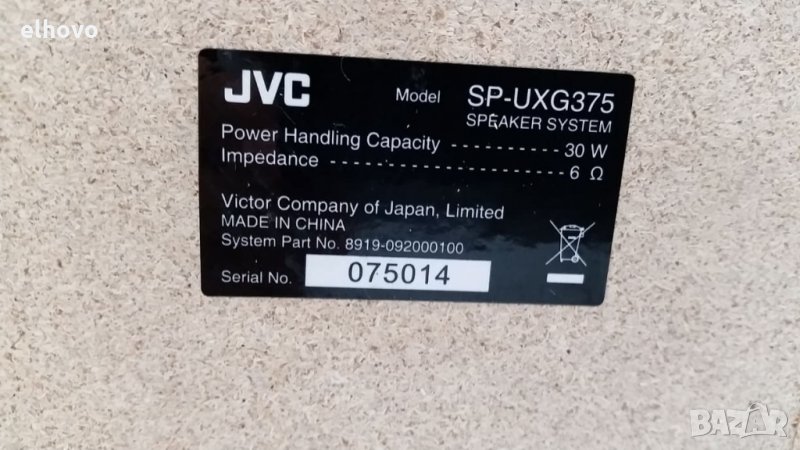 elhovo
JVC Model SP-UXG375
SPEAKER SYSTEM
Power Handling Capacity ---------- 30 W
Impedance ---------------------- 6 Ω
Victor Company of Japan, Limited
MADE IN CHINA
System Part No. 8919-092000100
Serial No. 075014
BAZAR